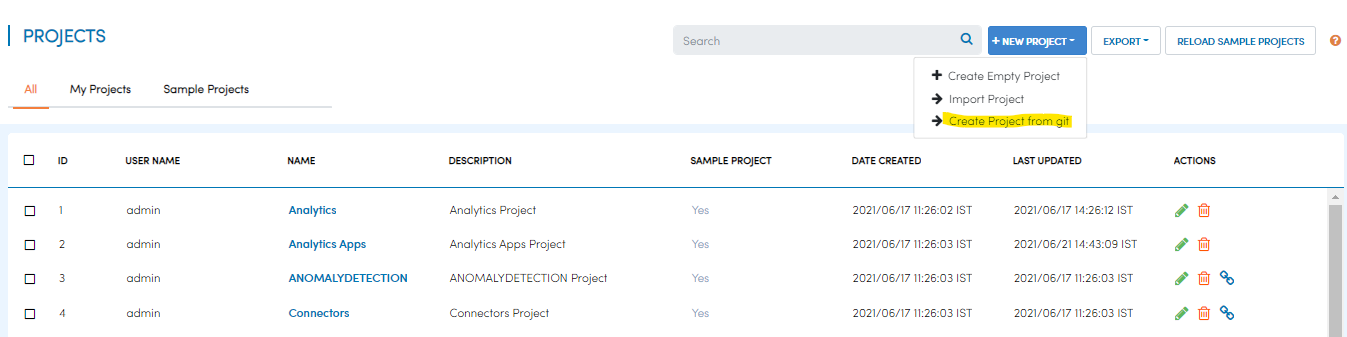 PROJECTS
Search
+ NEW PROJECT
EXPORT
RELOAD SAMPLE PROJECTS
?
Create Empty Project
Import Project
Create Project from git
All My Projects Sample Projects
ID USER NAME NAME DESCRIPTION SAMPLE PROJECT DATE CREATED LAST UPDATED ACTIONS
1 admin Analytics Analytics Project Yes 2021/06/17 11:26:02 IST 2021/06/17 14:26:12 IST
2 admin Analytics Apps Analytics Apps Project Yes 2021/06/17 11:26:03 IST 2021/06/21 14:43:09 IST
3 admin ANOMALYDETECTION ANOMALYDETECTION Project Yes 2021/06/17 11:26:03 IST 2021/06/17 11:26:03 IST
4 admin Connectors Connectors Project Yes 2021/06/17 11:26:03 IST 2021/06/17 11:26:03 IST